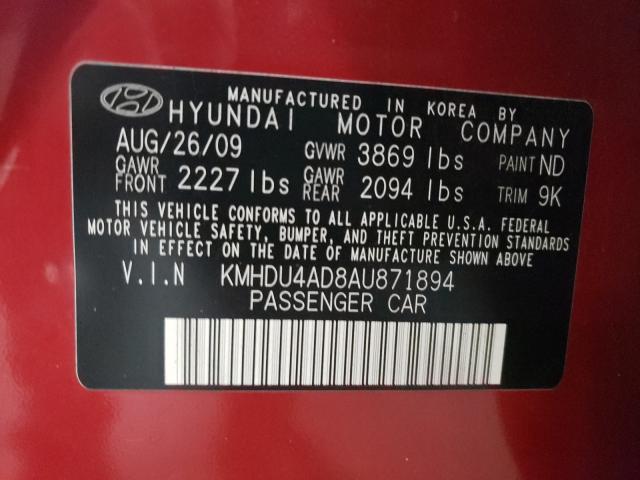 MANUFACTURED IN KOREA BY
HYUNDAI MOTOR COMPANY
AUG/26/09 GVWR 3869 lbs PAINT ND
GAWR FRONT 2227 lbs GAWR REAR 2094 lbs TRIM 9K
THIS VEHICLE CONFORMS TO ALL APPLICABLE U.S.A. FEDERAL
MOTOR VEHICLE SAFETY, BUMPER, AND THEFT PREVENTION STANDARDS
IN EFFECT ON THE DATE OF MANUFACTURE SHOWN ABOVE.
V.I.N KMHDU4AD8AU871894
PASSENGER CAR